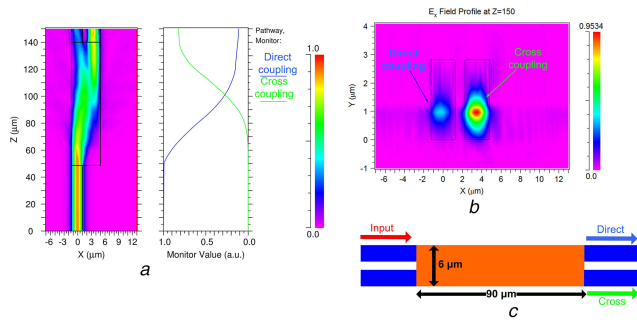 140
120
100
80
60
40
20
0
Z (µm)
-6 -3 0 3 6 9 12
X (µm)
1.0 0.5 0.0
Monitor Value (a.u.)
Pathway,
Monitor:
Direct
coupling
Cross
coupling
1.0
0.0
a
Ex Field Profile at Z=150
4
3
2
1
0
-1
Y (µm)
-6 -4 -2 0 2 4 6 8 10 12
X (µm)
Direct
coupling
Cross
coupling
0.9534
0.0
b
Input
Direct
6 µm
90 µm
Cross
c